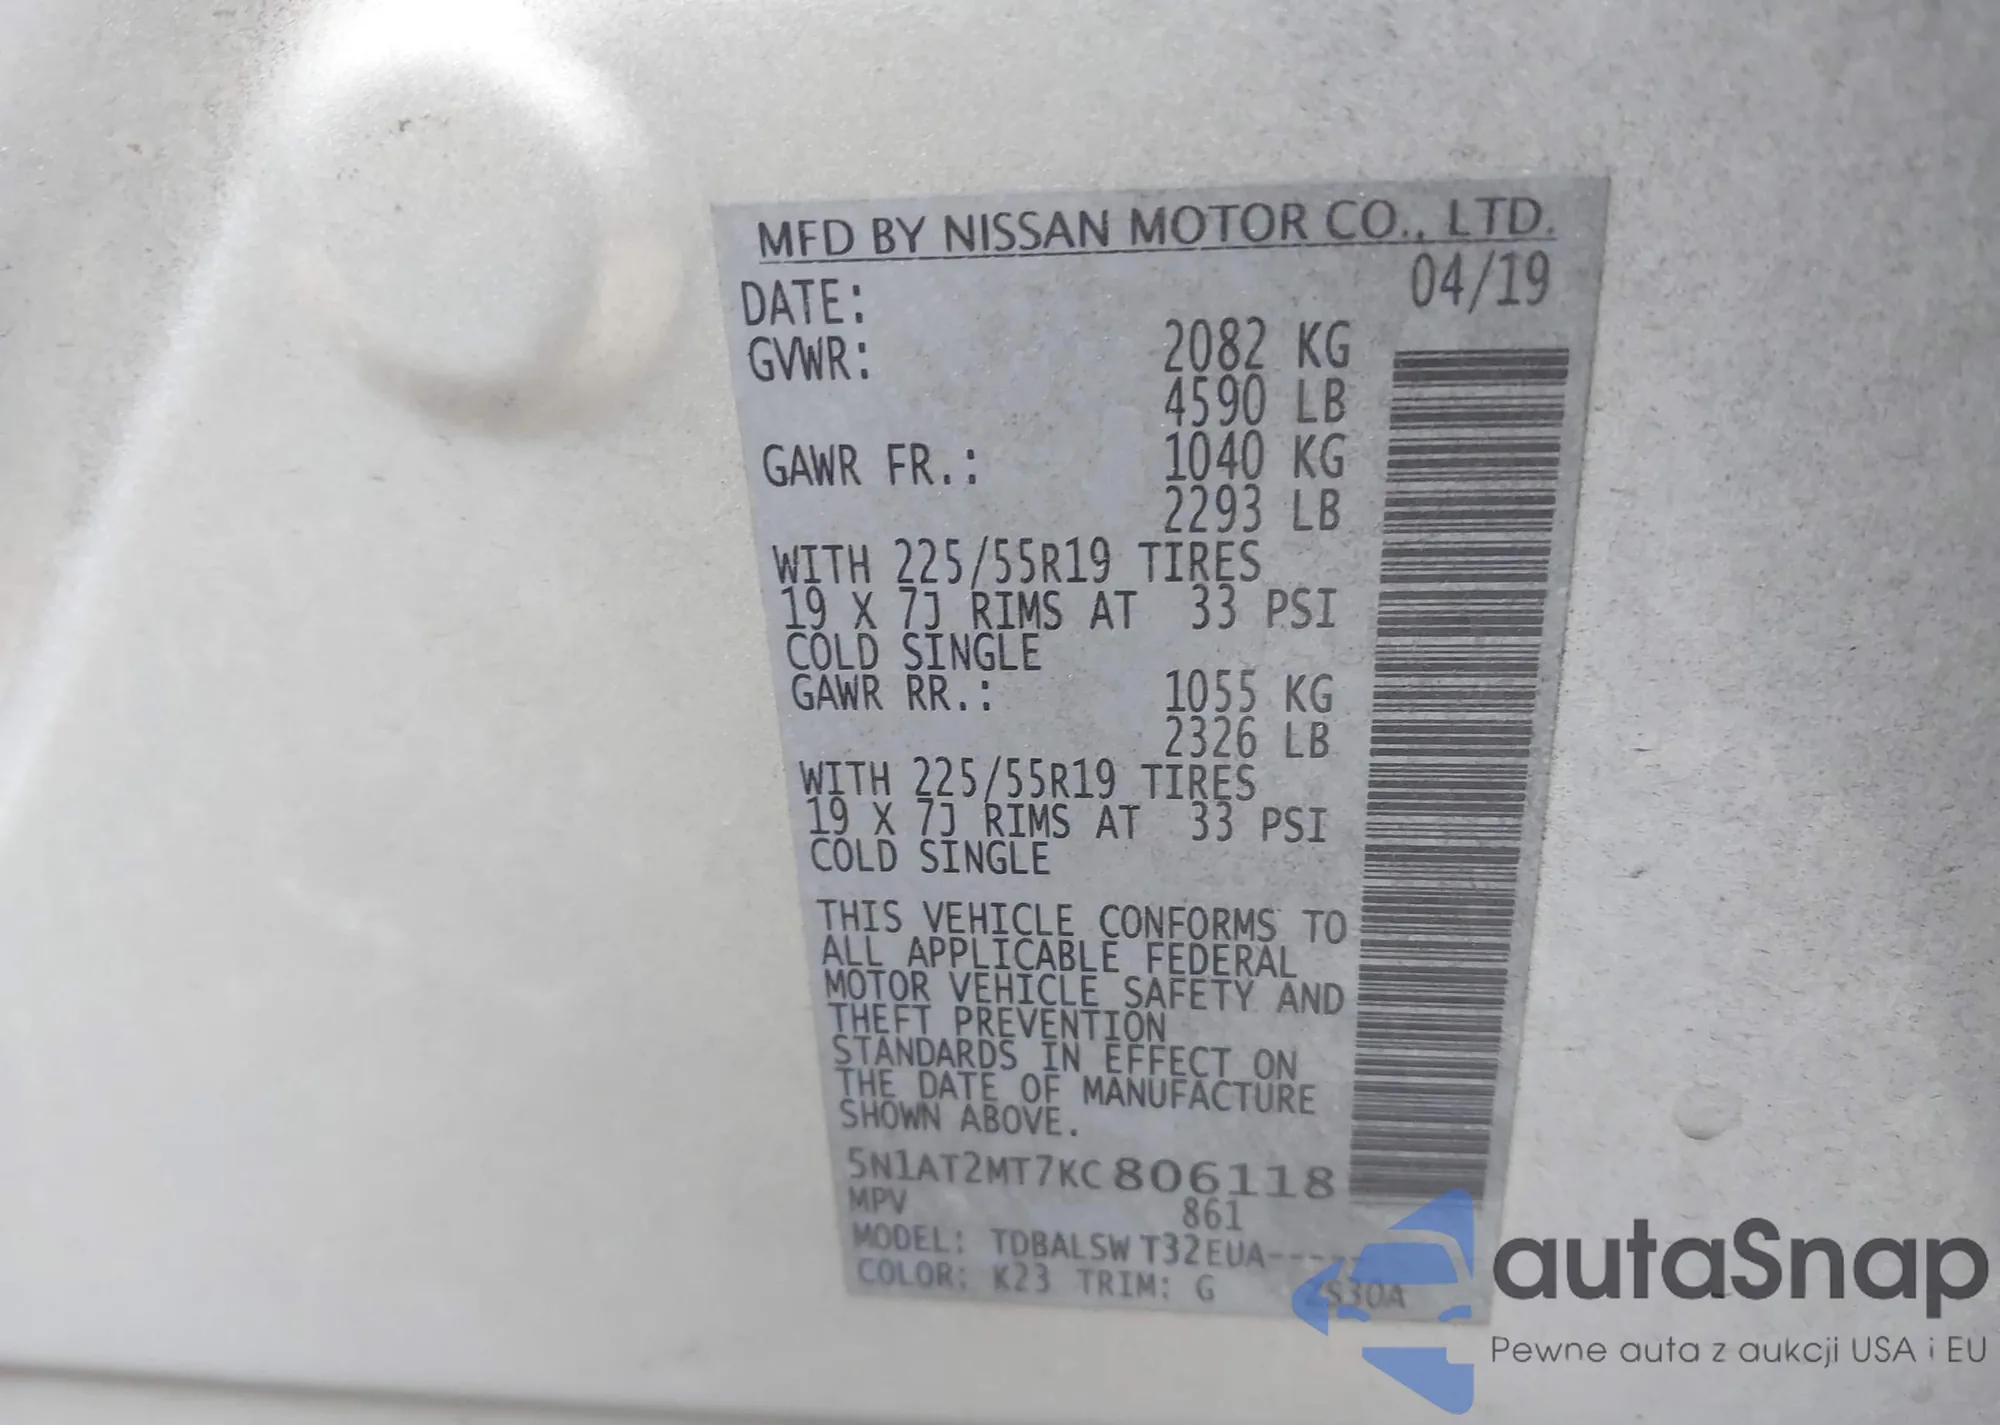 MFD BY NISSAN MOTOR CO., LTD.
DATE: 04/19
GVWR: 2082 KG
4590 LB
GAWR FR.: 1040 KG
2293 LB
WITH 225/55R19 TIRES
19 X 7J RIMS AT 33 PSI
COLD SINGLE
GAWR RR.: 1055 KG
2326 LB
WITH 225/55R19 TIRES
19 X 7J RIMS AT 33 PSI
COLD SINGLE
THIS VEHICLE CONFORMS TO
ALL APPLICABLE FEDERAL
MOTOR VEHICLE SAFETY AND
THEFT PREVENTION
STANDARDS IN EFFECT ON
THE DATE OF MANUFACTURE
SHOWN ABOVE.
5N1AT2MT7KC806118
MPV 861
MODEL: TDBALSW T32EUA-----
COLOR: K23 TRIM: G
autaSnap
Pewne auta z aukcji USA i EU